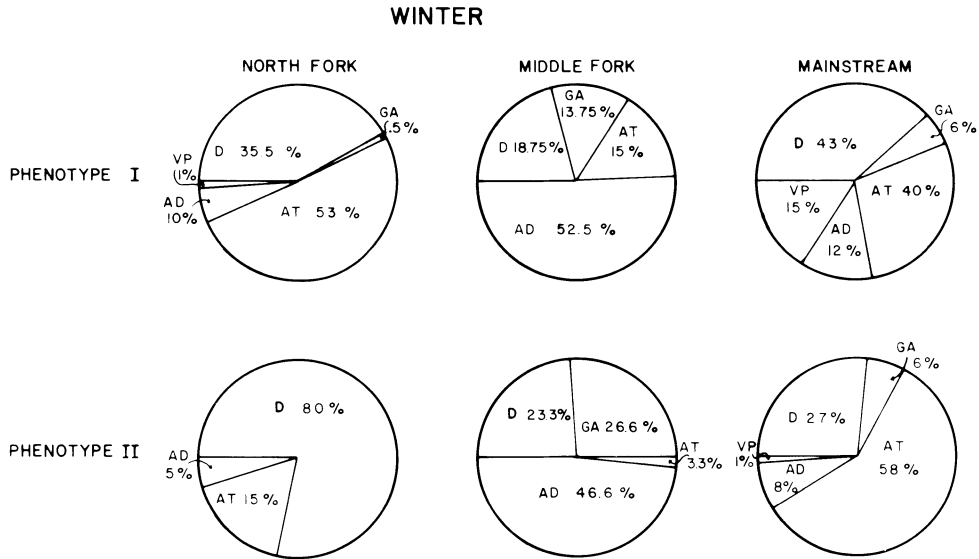 WINTER
NORTH FORK
MIDDLE FORK
MAINSTREAM
PHENOTYPE I
D 35.5 %
GA
.5%
VP
1%
AD
10%
AT 53 %
GA
13.75%
D 18.75%
AT
15%
AD 52.5 %
D 43%
GA
6%
VP
15%
AT 40%
AD
12%
PHENOTYPE II
D 80%
AD
5%
AT 15%
D 23.3%
GA 26.6%
AT
3.3%
AD 46.6 %
GA
6%
D 27%
VP
1%
AT
58%
AD
8%